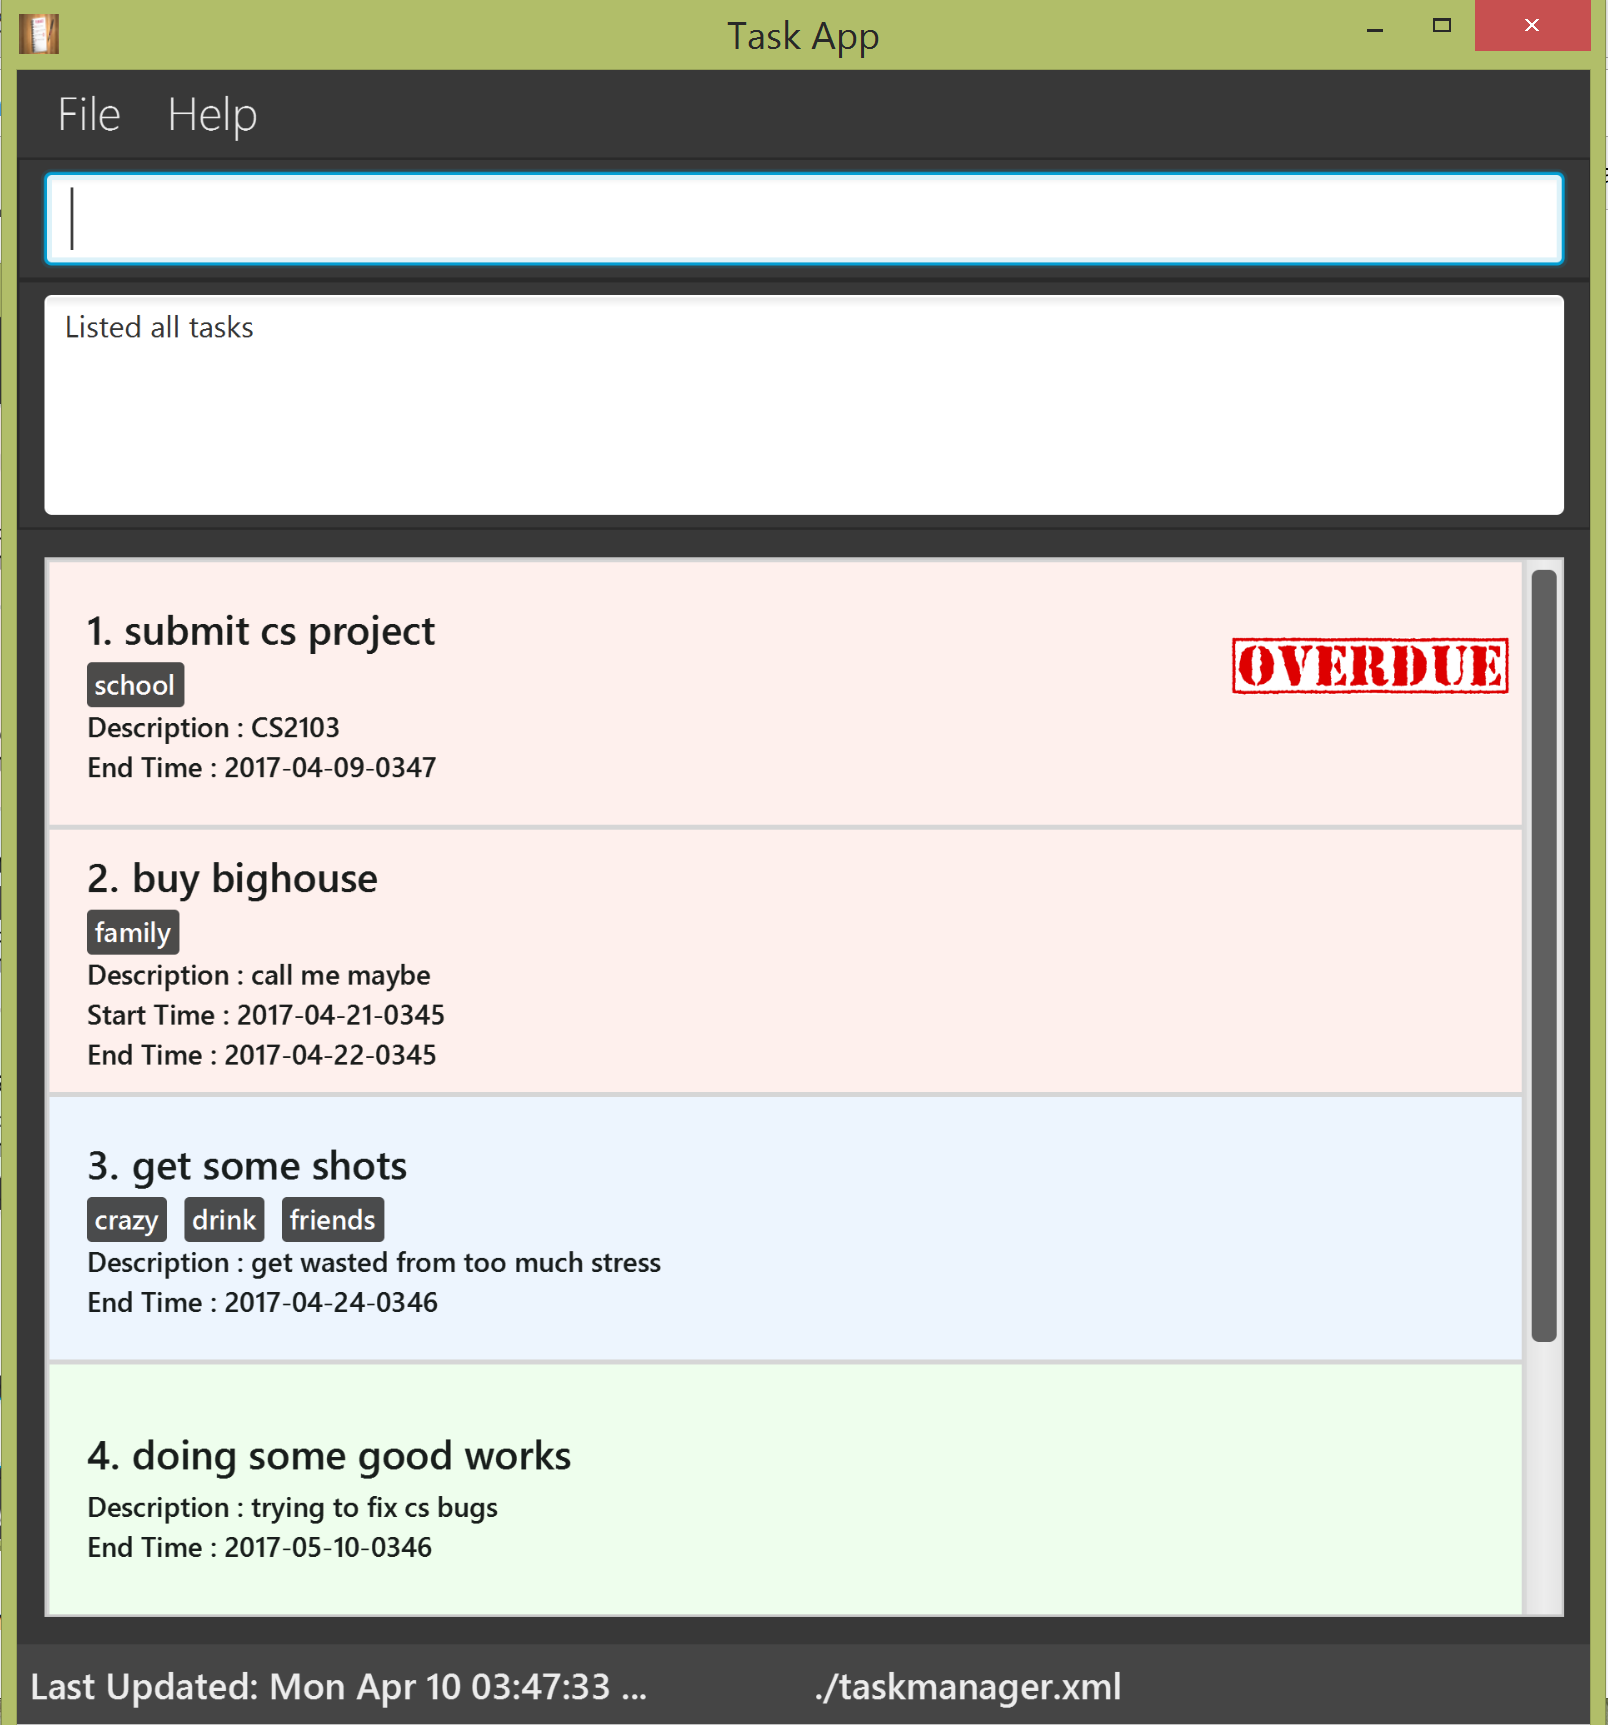 Task App
File Help
Listed all tasks
1. submit cs project
OVERDUE
school
Description : CS2103
End Time : 2017-04-09-0347
2. buy bighouse
family
Description : call me maybe
Start Time : 2017-04-21-0345
End Time : 2017-04-22-0345
3. get some shots
crazy drink friends
Description : get wasted from too much stress
End Time : 2017-04-24-0346
4. doing some good works
Description : trying to fix cs bugs
End Time : 2017-05-10-0346
Last Updated: Mon Apr 10 03:47:33 ... ./taskmanager.xml